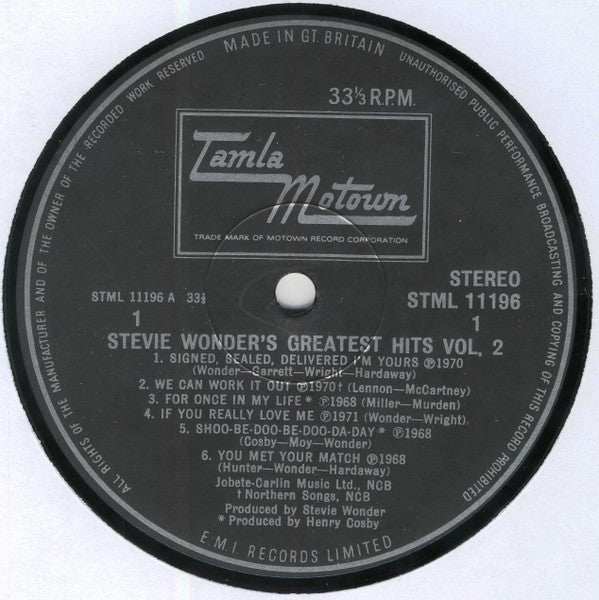 MADE IN GT. BRITAIN
UNAUTHORISED PUBLIC PERFORMANCE BROADCASTING AND COPYING OF THIS RECORD PROHIBITED
ALL RIGHTS OF THE MANUFACTURER AND OF THE OWNER OF THE RECORDED WORK RESERVED
33⅓ R.P.M.
Tamla
Motown
TRADE MARK OF MOTOWN RECORD CORPORATION
STEREO
STML 11196 A 33⅓
STML 11196
1
1
STEVIE WONDER'S GREATEST HITS VOL. 2
1. SIGNED, SEALED, DELIVERED I'M YOURS ℗1970
(Wonder—Garrett—Wright—Hardaway)
2. WE CAN WORK IT OUT ℗1970† (Lennon—McCartney)
3. FOR ONCE IN MY LIFE* ℗1968 (Miller—Murden)
4. IF YOU REALLY LOVE ME ℗1971 (Wonder—Wright)
5. SHOO-BE-DOO-BE-DOO-DA-DAY* ℗1968
(Cosby—Moy—Wonder)
6. YOU MET YOUR MATCH ℗1968
(Hunter—Wonder—Hardaway)
Jobete-Carlin Music Ltd., NCB
† Northern Songs, NCB
Produced by Stevie Wonder
* Produced by Henry Cosby
E.M.I. RECORDS LIMITED